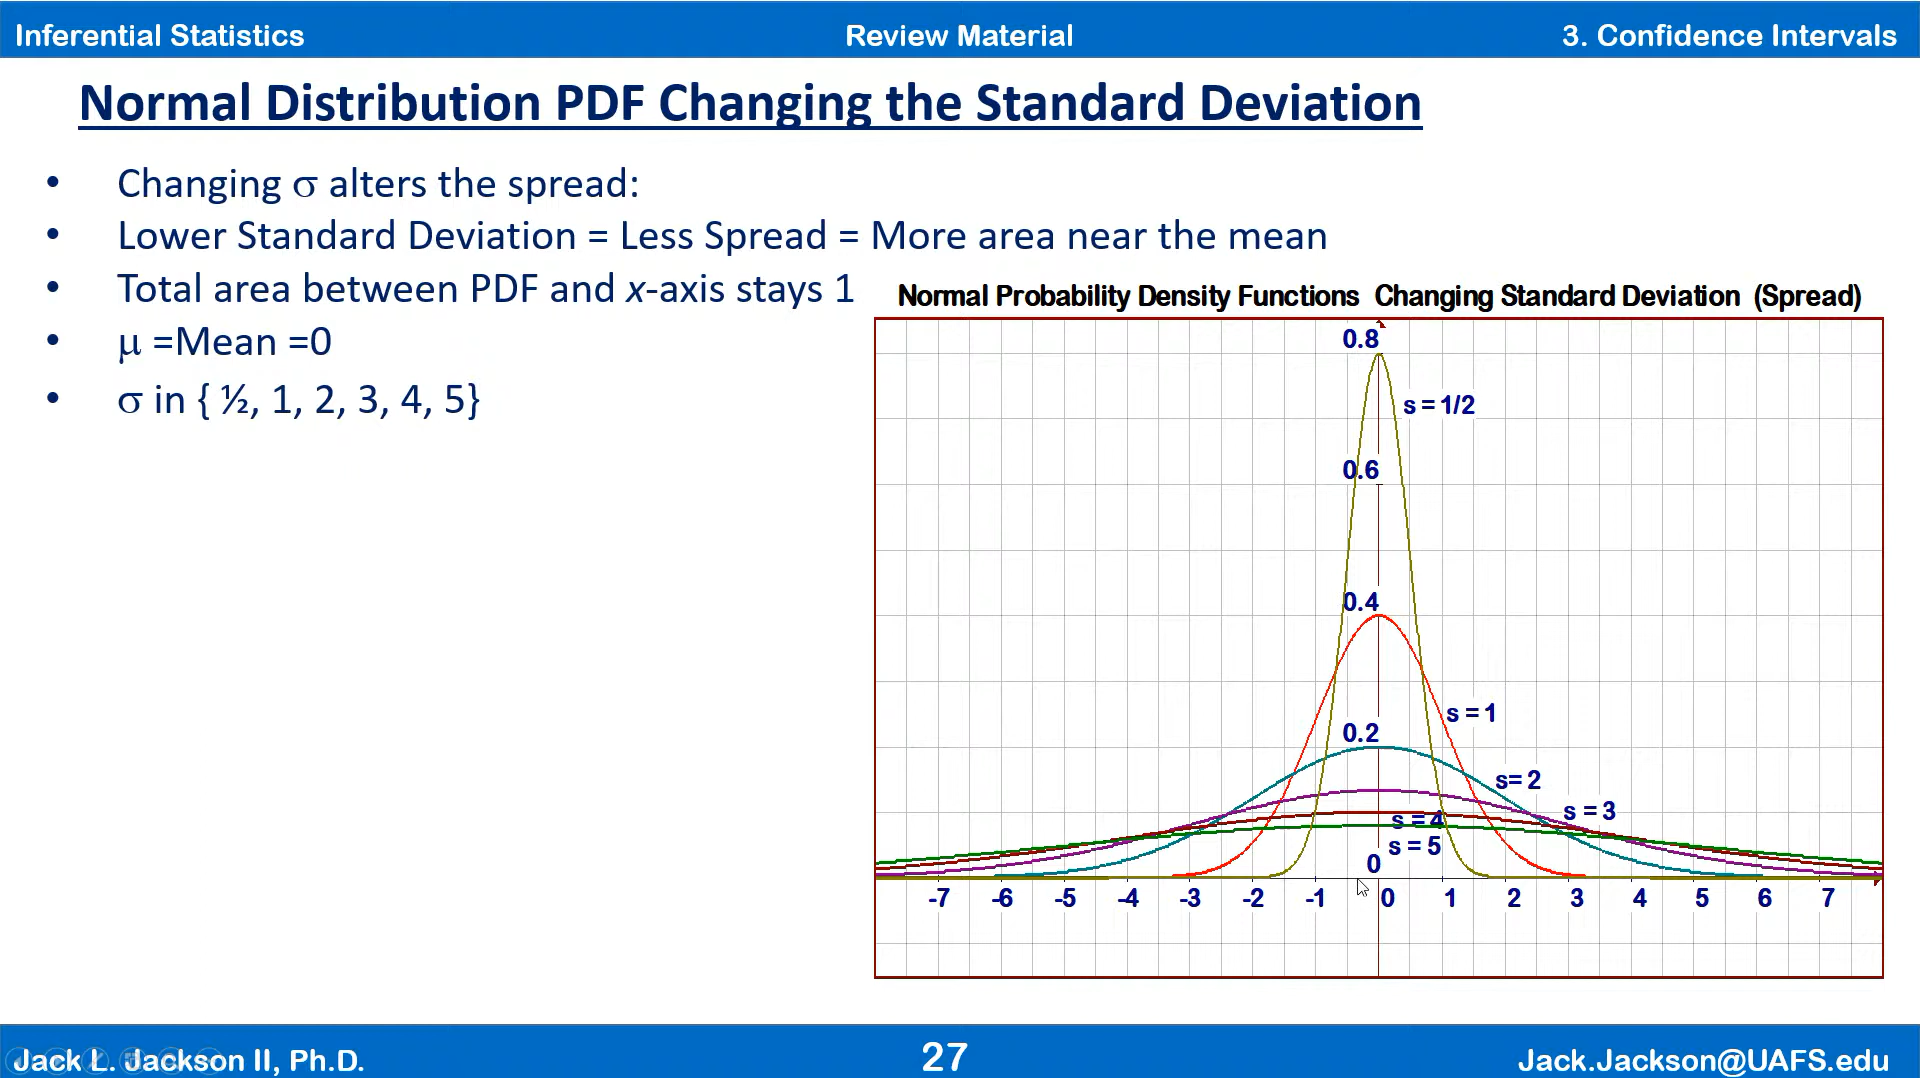 Inferential Statistics Review Material 3. Confidence Intervals
Normal Distribution PDF Changing the Standard Deviation
• Changing σ alters the spread:
• Lower Standard Deviation = Less Spread = More area near the mean
• Total area between PDF and x-axis stays 1
• μ =Mean =0
• σ in { ½, 1, 2, 3, 4, 5}
Normal Probability Density Functions Changing Standard Deviation (Spread)
0.8
s = 1/2
0.6
0.4
s = 1
0.2
s= 2
s = 3
s = 4
s = 5
0
-7 -6 -5 -4 -3 -2 -1 0 1 2 3 4 5 6 7
Jack L. Jackson II, Ph.D. 27 Jack.Jackson@UAFS.edu